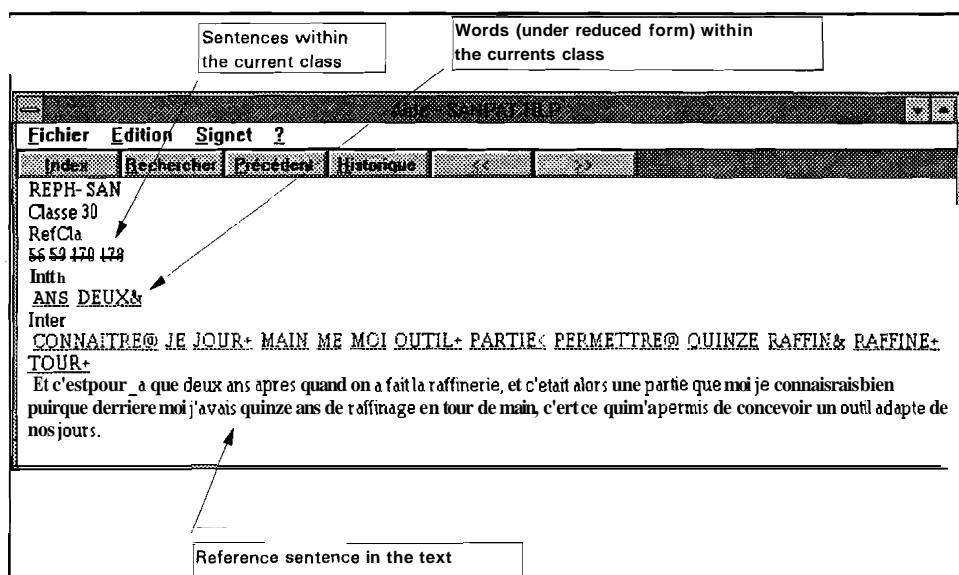 Sentences within
the current class
Words (under reduced form) within
the currents class
Aide - SANPAT HLP
Fichier Edition Signet ?
Index Rechercher Précédent Historique << >>
REPH- SAN
Classe 30
RefCla
56 59 170 178
Intth
ANS DEUX&
Inter
CONNAITRE@ JE JOUR+ MAIN ME MOI OUTIL+ PARTIE< PERMETTRE@ QUINZE RAFFIN& RAFFINE+
TOUR+
Et c'estpour_a que deux ans apres quand on a fait la raffinerie, et c'etait alors une partie que moi je connaisraisbien
puirque derriere moi j'avais quinze ans de raffinage en tour de main, c'ert ce quim'apermis de concevoir un outil adapte de
nos jours.
Reference sentence in the text